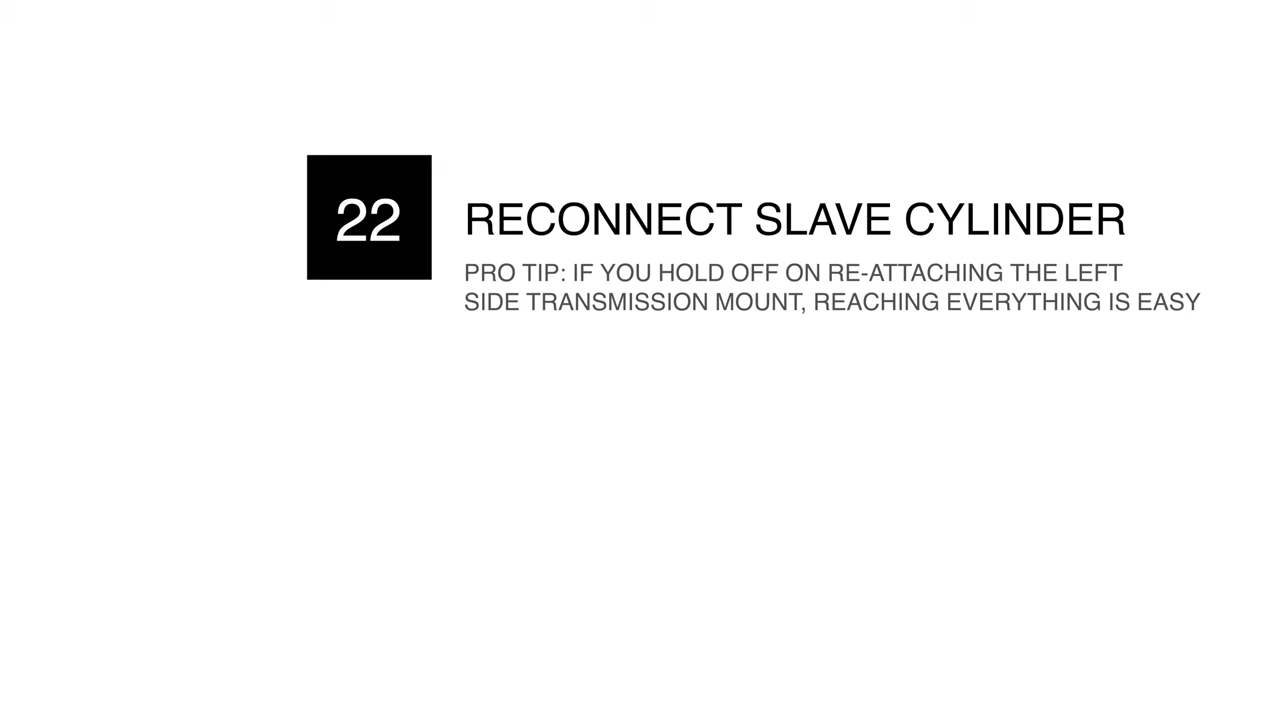 22
RECONNECT SLAVE CYLINDER
PRO TIP: IF YOU HOLD OFF ON RE-ATTACHING THE LEFT
SIDE TRANSMISSION MOUNT, REACHING EVERYTHING IS EASY